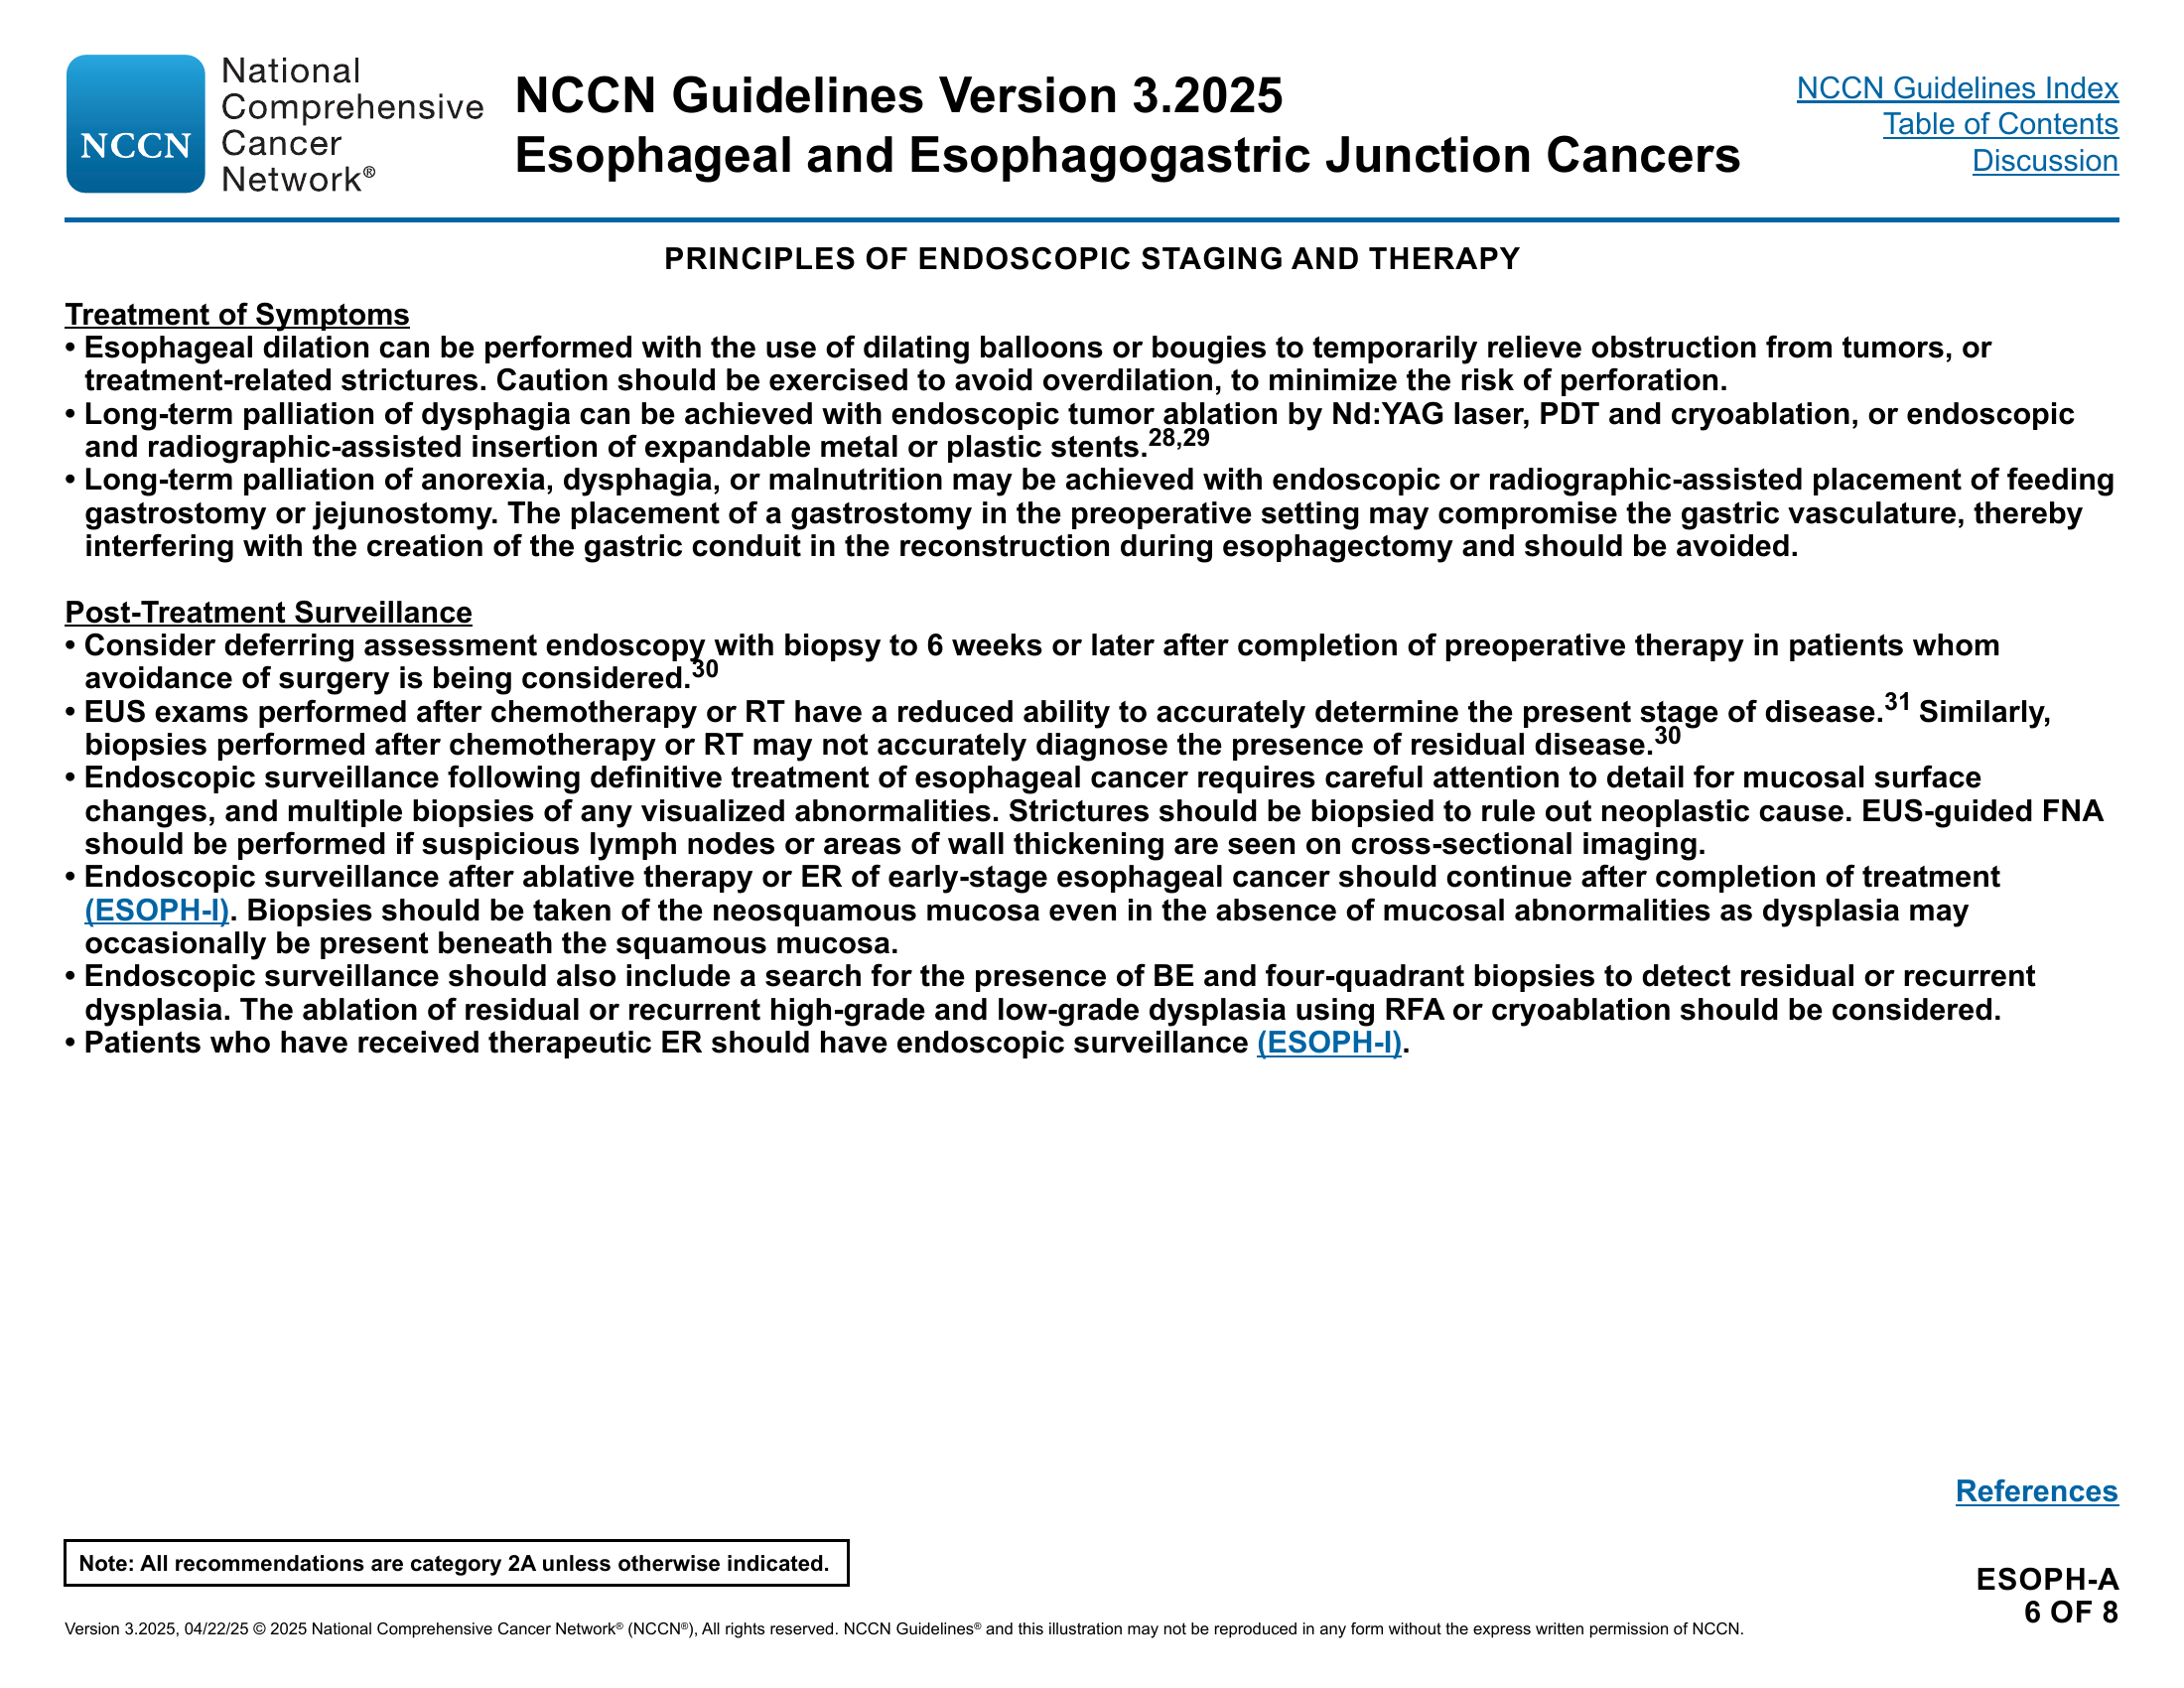 NCCN
National
Comprehensive
Cancer
Network®
NCCN Guidelines Version 3.2025
Esophageal and Esophagogastric Junction Cancers
NCCN Guidelines Index
Table of Contents
Discussion
PRINCIPLES OF ENDOSCOPIC STAGING AND THERAPY
Treatment of Symptoms
• Esophageal dilation can be performed with the use of dilating balloons or bougies to temporarily relieve obstruction from tumors, or
treatment-related strictures. Caution should be exercised to avoid overdilation, to minimize the risk of perforation.
• Long-term palliation of dysphagia can be achieved with endoscopic tumor ablation by Nd:YAG laser, PDT and cryoablation, or endoscopic
and radiographic-assisted insertion of expandable metal or plastic stents.28,29
• Long-term palliation of anorexia, dysphagia, or malnutrition may be achieved with endoscopic or radiographic-assisted placement of feeding
gastrostomy or jejunostomy. The placement of a gastrostomy in the preoperative setting may compromise the gastric vasculature, thereby
interfering with the creation of the gastric conduit in the reconstruction during esophagectomy and should be avoided.
Post-Treatment Surveillance
• Consider deferring assessment endoscopy with biopsy to 6 weeks or later after completion of preoperative therapy in patients whom
avoidance of surgery is being considered.30
• EUS exams performed after chemotherapy or RT have a reduced ability to accurately determine the present stage of disease.31 Similarly,
biopsies performed after chemotherapy or RT may not accurately diagnose the presence of residual disease.30
• Endoscopic surveillance following definitive treatment of esophageal cancer requires careful attention to detail for mucosal surface
changes, and multiple biopsies of any visualized abnormalities. Strictures should be biopsied to rule out neoplastic cause. EUS-guided FNA
should be performed if suspicious lymph nodes or areas of wall thickening are seen on cross-sectional imaging.
• Endoscopic surveillance after ablative therapy or ER of early-stage esophageal cancer should continue after completion of treatment
(ESOPH-I). Biopsies should be taken of the neosquamous mucosa even in the absence of mucosal abnormalities as dysplasia may
occasionally be present beneath the squamous mucosa.
• Endoscopic surveillance should also include a search for the presence of BE and four-quadrant biopsies to detect residual or recurrent
dysplasia. The ablation of residual or recurrent high-grade and low-grade dysplasia using RFA or cryoablation should be considered.
• Patients who have received therapeutic ER should have endoscopic surveillance (ESOPH-I).
References
Note: All recommendations are category 2A unless otherwise indicated.
ESOPH-A
6 OF 8
Version 3.2025, 04/22/25 © 2025 National Comprehensive Cancer Network® (NCCN®), All rights reserved. NCCN Guidelines® and this illustration may not be reproduced in any form without the express written permission of NCCN.